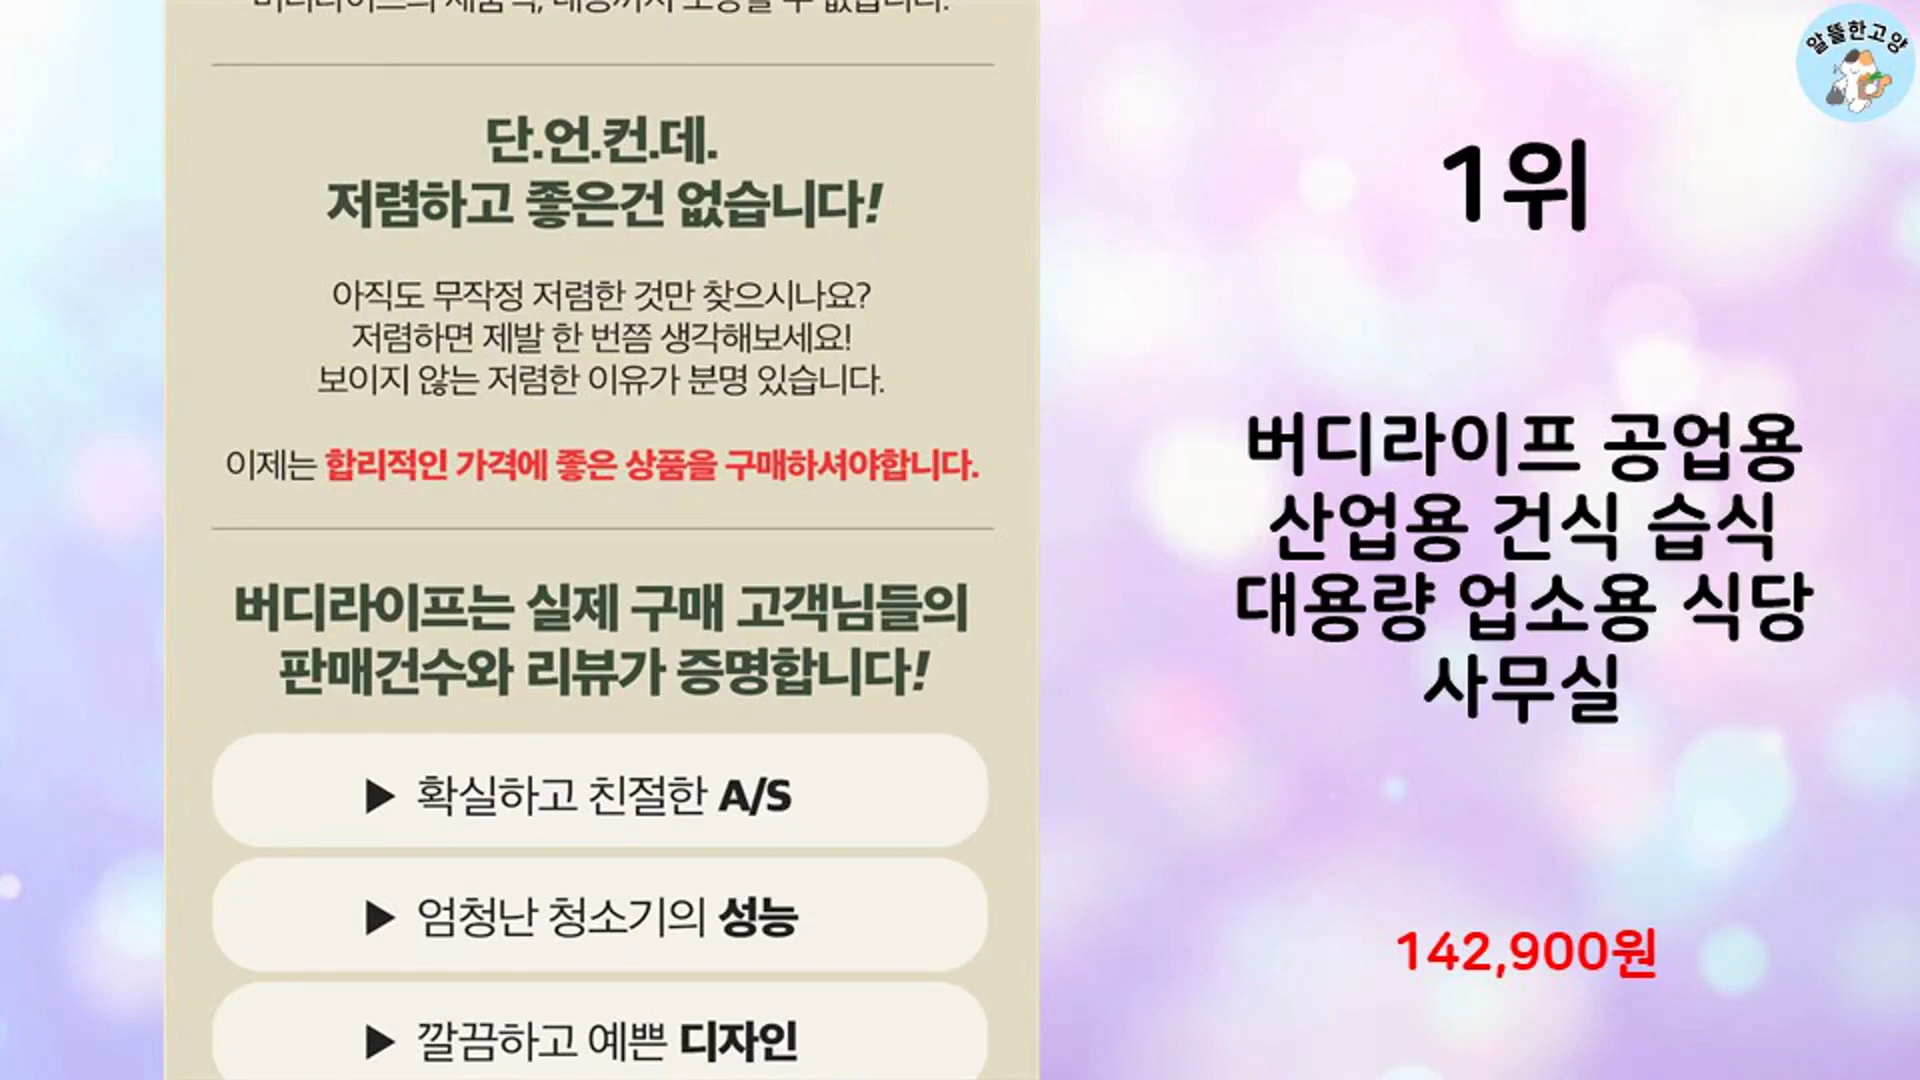 단.언.컨.데.
저렴하고 좋은건 없습니다!
아직도 무작정 저렴한 것만 찾으시나요?
저렴하면 제발 한 번쯤 생각해보세요!
보이지 않는 저렴한 이유가 분명 있습니다.
이제는 합리적인 가격에 좋은 상품을 구매하셔야합니다.
버디라이프는 실제 구매 고객님들의
판매건수와 리뷰가 증명합니다!
▶ 확실하고 친절한 A/S
▶ 엄청난 청소기의 성능
▶ 깔끔하고 예쁜 디자인
알뜰한고양
1위
버디라이프 공업용
산업용 건식 습식
대용량 업소용 식당
사무실
142,900원